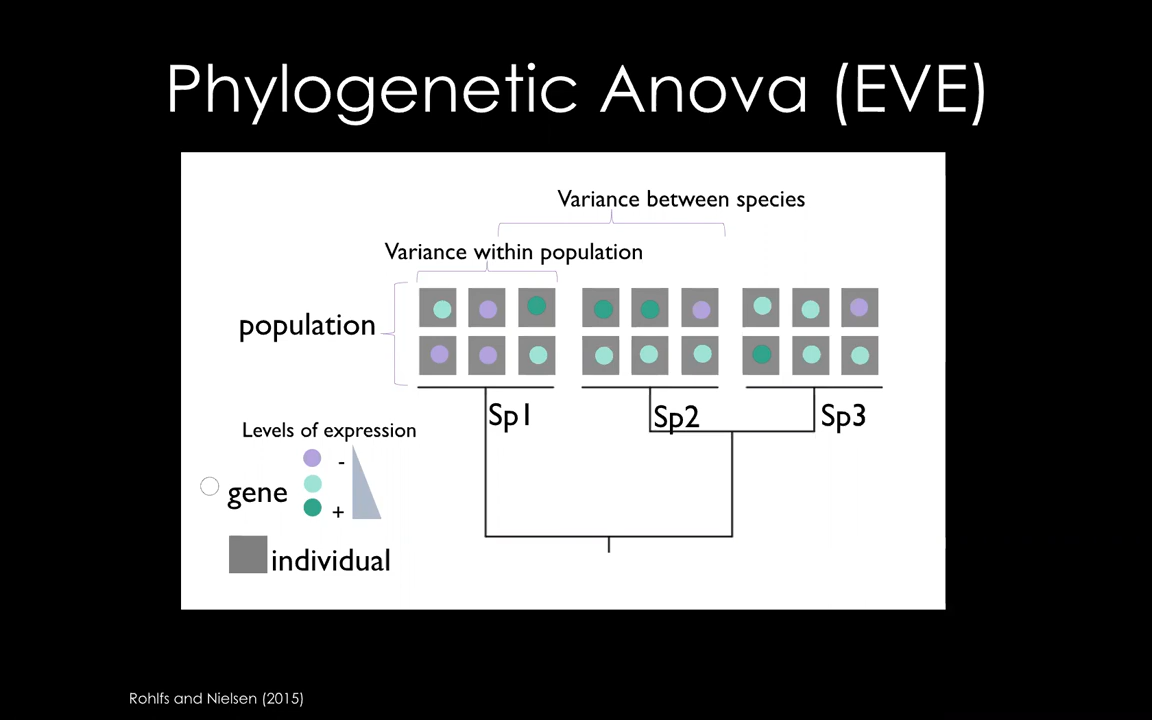 Phylogenetic Anova (EVE)
Variance between species
Variance within population
population
Sp1
Sp2
Sp3
Levels of expression
-
gene
+
individual
Rohlfs and Nielsen (2015)